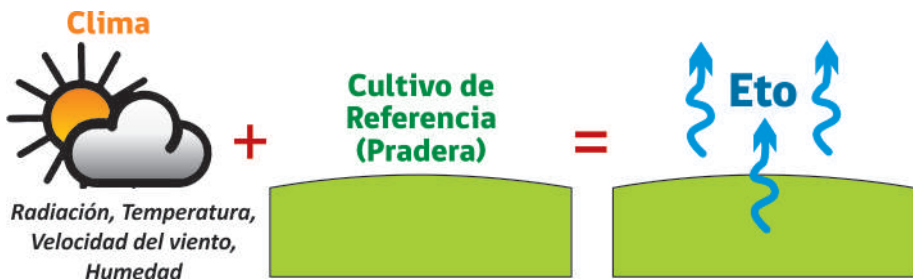 Clima
+
Cultivo de
Referencia
(Pradera)
=
Eto
Radiación, Temperatura,
Velocidad del viento,
Humedad